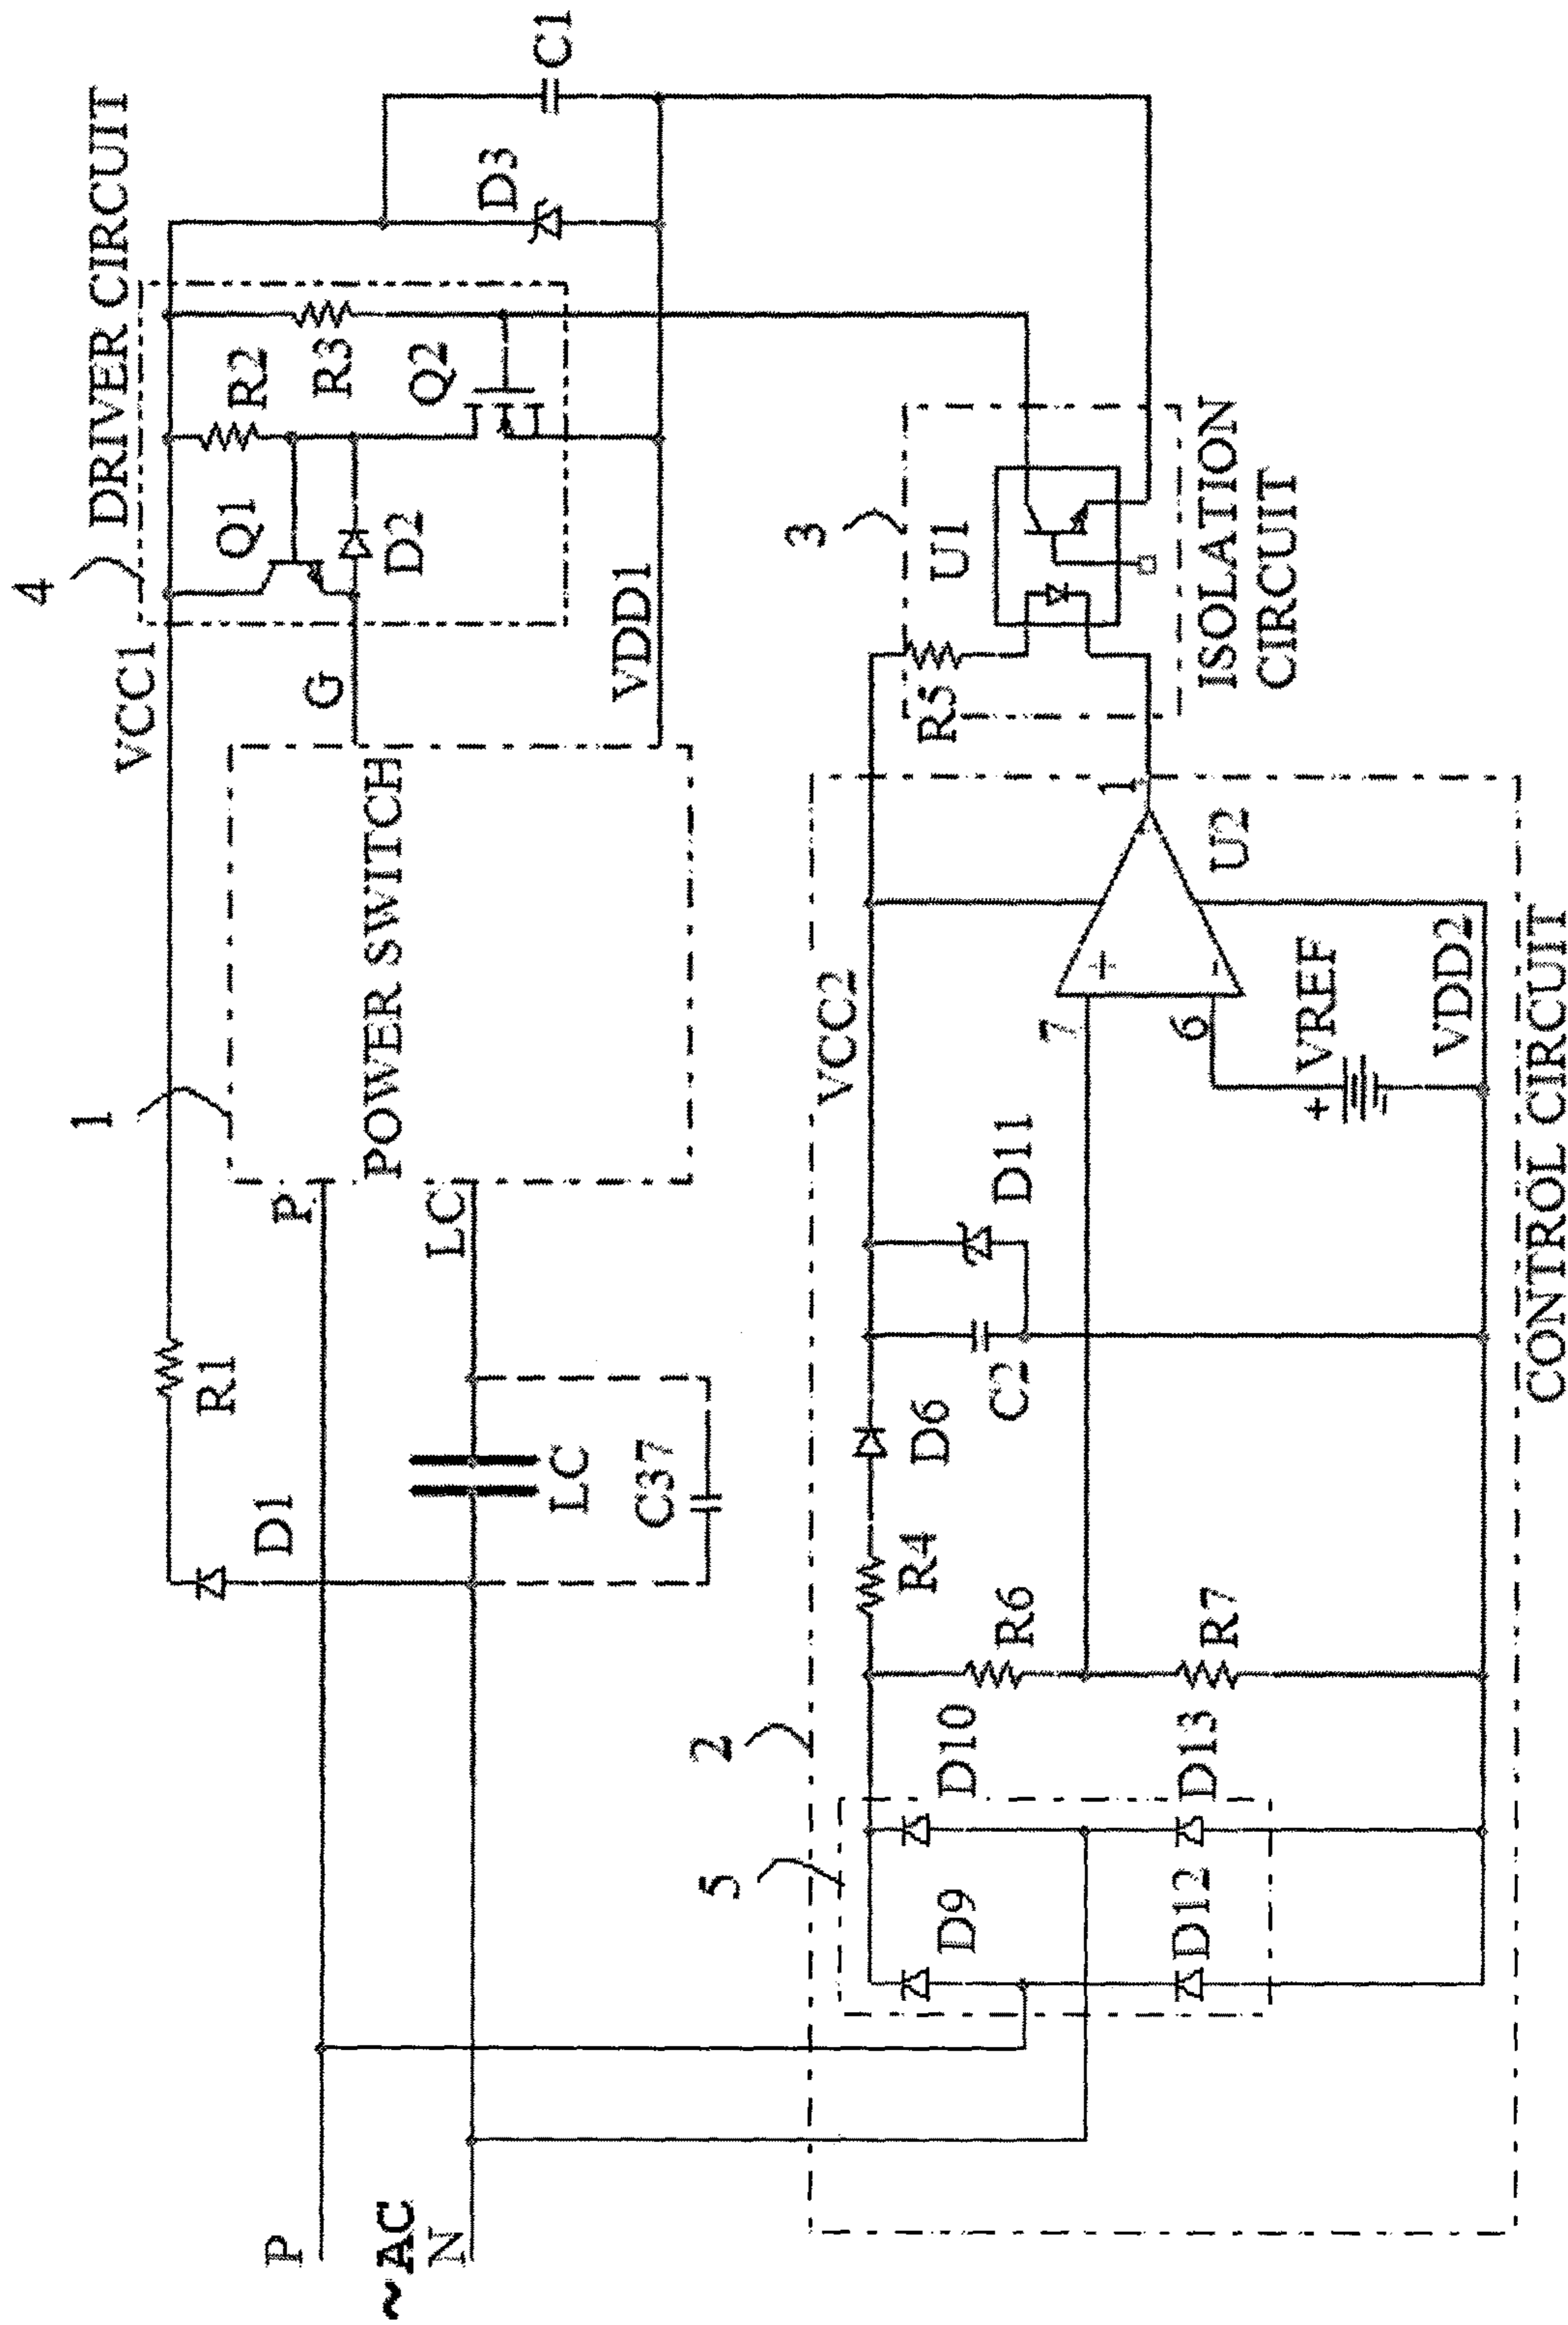 4
DRIVER CIRCUIT
VCC1
Q1
R2
R3
Q2
D2
D3
C1
G
VDD1
1
POWER SWITCH
P
LC
R1
D1
LC
C37
P
~AC
N
3
U1
R5
ISOLATION
CIRCUIT
2
5
D9
D10
D12
D13
R4
R6
R7
D6
C2
D11
VCC2
7
+
6
-
1
U2
+
VREF
VDD2
CONTROL CIRCUIT